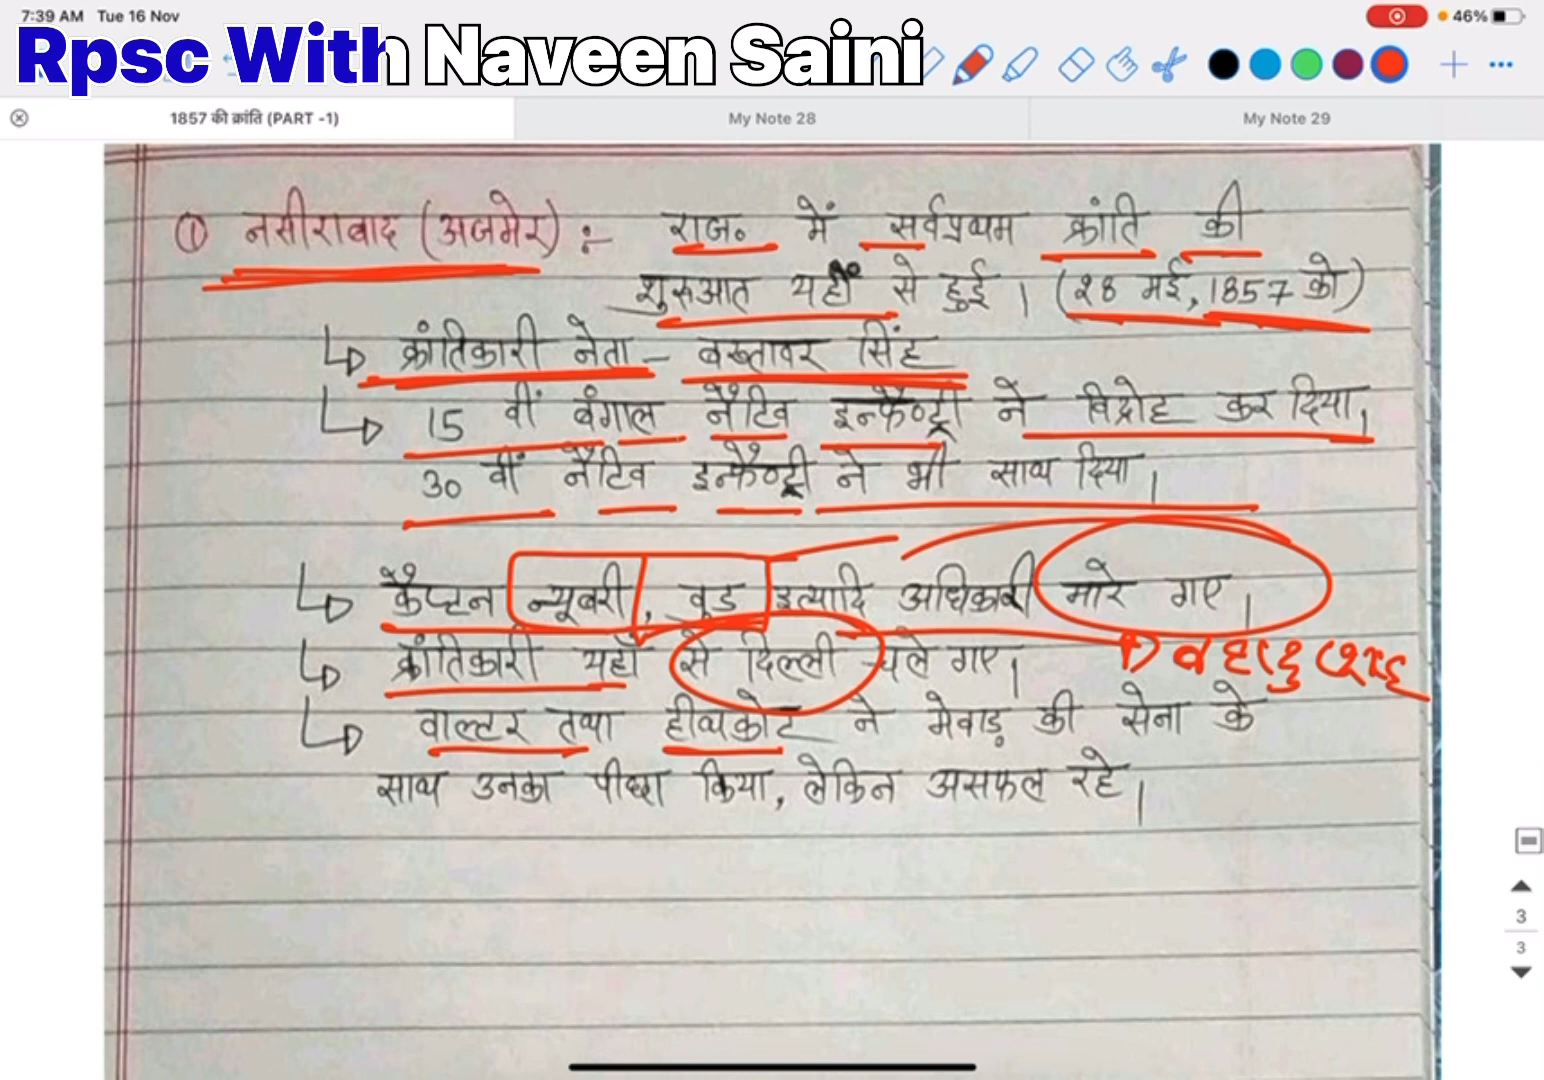 7:39 AM Tue 16 Nov
46%
Rpsc With Naveen Saini
1857 की क्रांति (PART -1)
My Note 28
My Note 29
① नसीराबाद (अजमेर) :- राज० में सर्वप्रथम क्रांति की
शुरुआत यहाँ से हुई। (28 मई, 1857 को)
↳ क्रांतिकारी नेता - बख्तावर सिंह
↳ 15 वीं बंगाल नैटिव इन्फैण्ट्री ने विद्रोह कर दिया।
30 वीं नैटिव इन्फैण्ट्री ने भी साथ दिया।
↳ कैप्टन न्यूबरी, वूड इत्यादि अधिकारी मारे गए।
↳ क्रांतिकारी यहाँ से दिल्ली चले गए।
↳ वाल्टर तथा हीथकोट ने मेवाड़ की सेना के
साथ उनका पीछा किया, लेकिन असफल रहे।
3
3